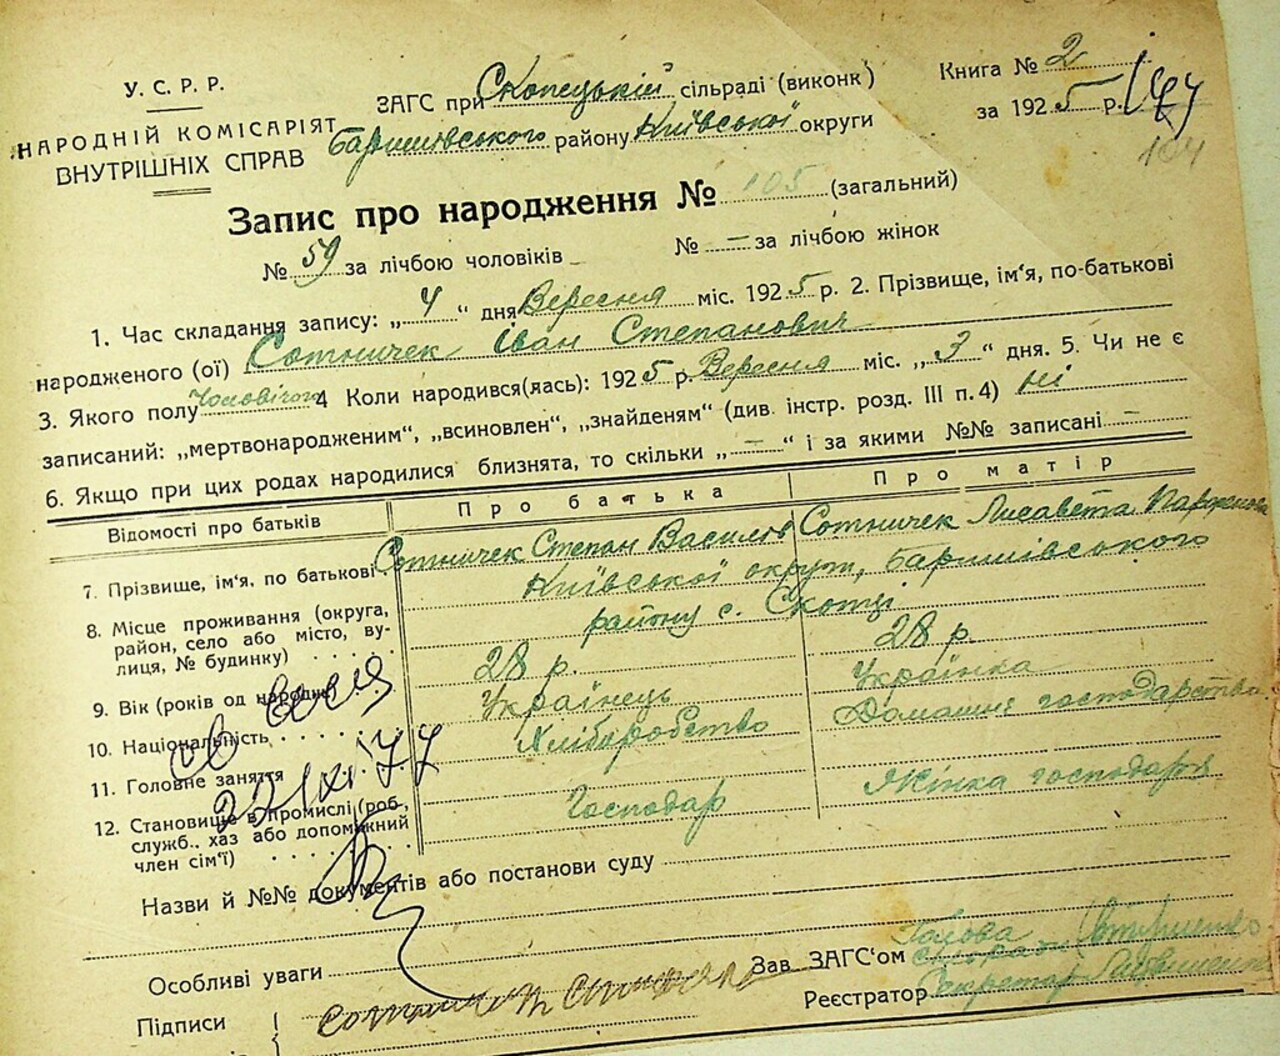 У. С. Р. Р.
НАРОДНІЙ КОМІСАРІЯТ
ВНУТРІШНІХ СПРАВ
ЗАГС при Скопецькій сільраді (виконк)
Баришівського району Київської округи
Книга № 2
за 1925 р.
Запис про народження № 105 (загальний)
№ 59 за лічбою чоловіків № — за лічбою жінок
1. Час складання запису: „4“ дня Вересня міс. 1925 р. 2. Прізвище, ім‘я, по-батькові
народженого (ої) Сотничек Іван Степанович
3. Якого полу Чоловічого 4 Коли народився(лась): 1925 р. Вересня міс. „3“ дня. 5. Чи не є
записаний: „мертвонародженим“, „всиновлен“, „знайденям“ (див. інстр. розд. III п. 4) ні
6. Якщо при цих родах народилися близнята, то скільки „—“ і за якими №№ записані —
Відомості про батьків Про батька Про матір
7. Прізвище, ім‘я, по батькові Сотничек Степан Василів Сотничек Лисавета
8. Місце проживання (округа, район, село або місто, вулиця, № будинку) Київської округи, Баришівського
району с. Скопці
9. Вік (років од народж.) 28 р. 28 р.
10. Національність Українець Українка
11. Головне заняття Хліборобство Домашнє господарство
12. Становище в промислі (роб., служб., хаз або допоміжний член сім‘ї) Господар Жінка господаря
22/XI 77
Назви й №№ документів або постанови суду
Особливі уваги
Зав. ЗАГС‘ом Голова сільради
Підписи
Реєстратор Секретар